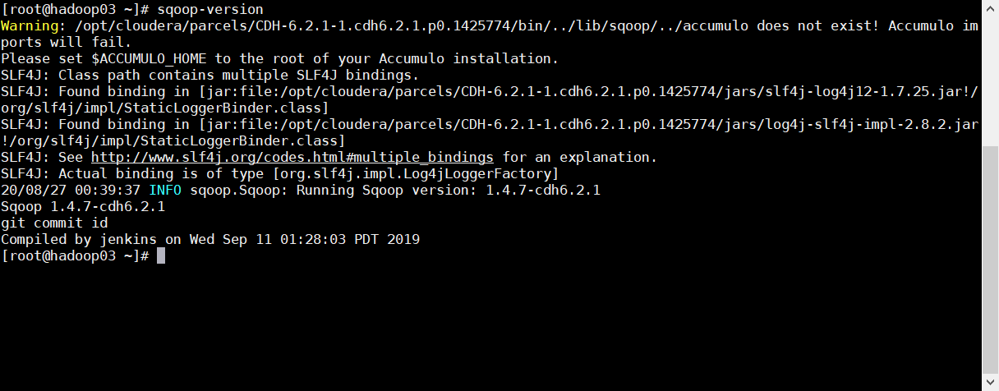 [root@hadoop03 ~]# sqoop-version
Warning: /opt/cloudera/parcels/CDH-6.2.1-1.cdh6.2.1.p0.1425774/bin/../lib/sqoop/../accumulo does not exist! Accumulo im
ports will fail.
Please set $ACCUMULO_HOME to the root of your Accumulo installation.
SLF4J: Class path contains multiple SLF4J bindings.
SLF4J: Found binding in [jar:file:/opt/cloudera/parcels/CDH-6.2.1-1.cdh6.2.1.p0.1425774/jars/slf4j-log4j12-1.7.25.jar!/
org/slf4j/impl/StaticLoggerBinder.class]
SLF4J: Found binding in [jar:file:/opt/cloudera/parcels/CDH-6.2.1-1.cdh6.2.1.p0.1425774/jars/log4j-slf4j-impl-2.8.2.jar
!/org/slf4j/impl/StaticLoggerBinder.class]
SLF4J: See http://www.slf4j.org/codes.html#multiple_bindings for an explanation.
SLF4J: Actual binding is of type [org.slf4j.impl.Log4jLoggerFactory]
20/08/27 00:39:37 INFO sqoop.Sqoop: Running Sqoop version: 1.4.7-cdh6.2.1
Sqoop 1.4.7-cdh6.2.1
git commit id
Compiled by jenkins on Wed Sep 11 01:28:03 PDT 2019
[root@hadoop03 ~]#